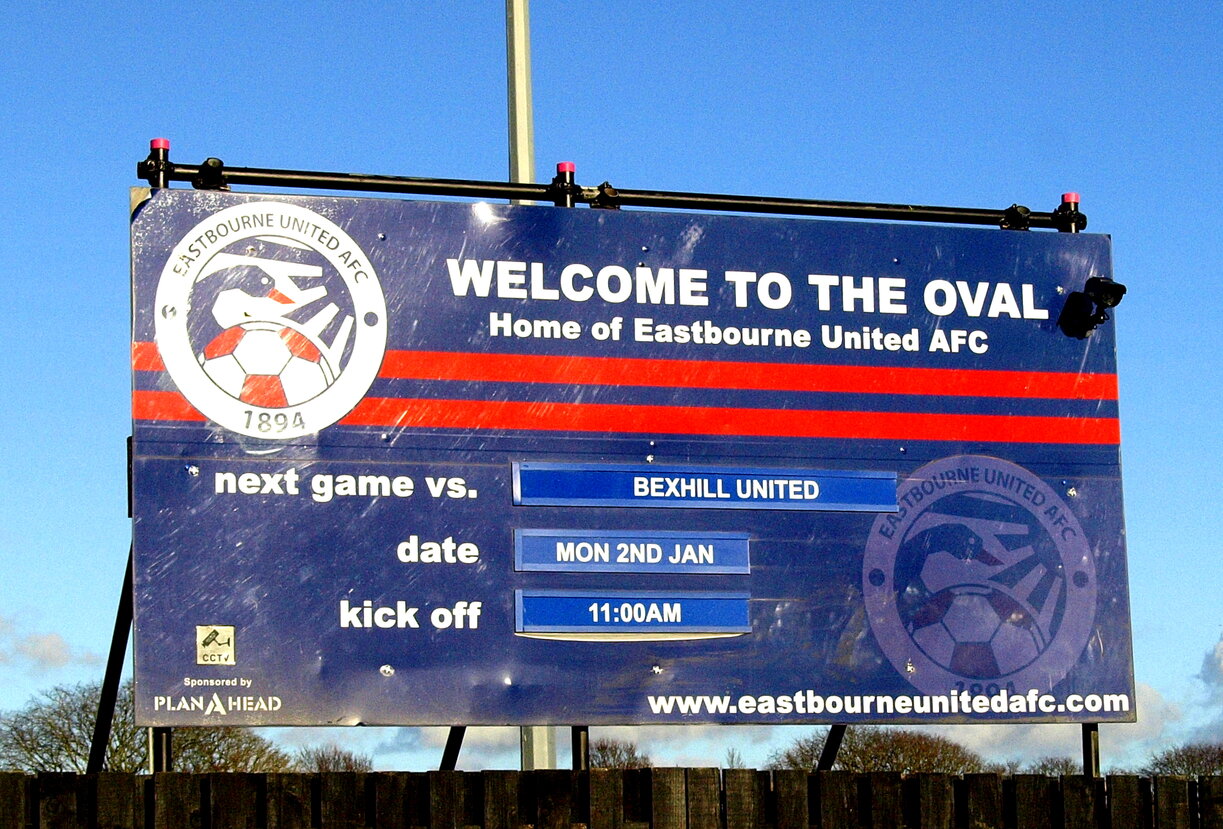 EASTBOURNE UNITED AFC
1894
WELCOME TO THE OVAL
Home of Eastbourne United AFC
next game vs. BEXHILL UNITED
date MON 2ND JAN
kick off 11:00AM
EASTBOURNE UNITED AFC
1894
CCTV
Sponsored by
PLANAHEAD
www.eastbourneunitedafc.com